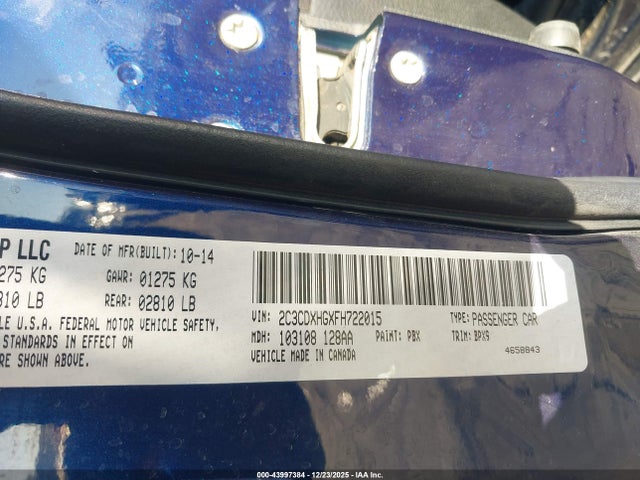 P LLC DATE OF MFR(BUILT): 10-14
275 KG GAWR: 01275 KG
810 LB REAR: 02810 LB
LE U.S.A. FEDERAL MOTOR VEHICLE SAFETY,
STANDARDS IN EFFECT ON
RE SHOWN ABOVE.
VIN: 2C3CDXHGXFH722015 TYPE: PASSENGER CAR
MDH: 103108 128AA PAINT: PBX TRIM: BPX9
VEHICLE MADE IN CANADA 4658843
000-43997384 - 12/23/2025 - IAA Inc.